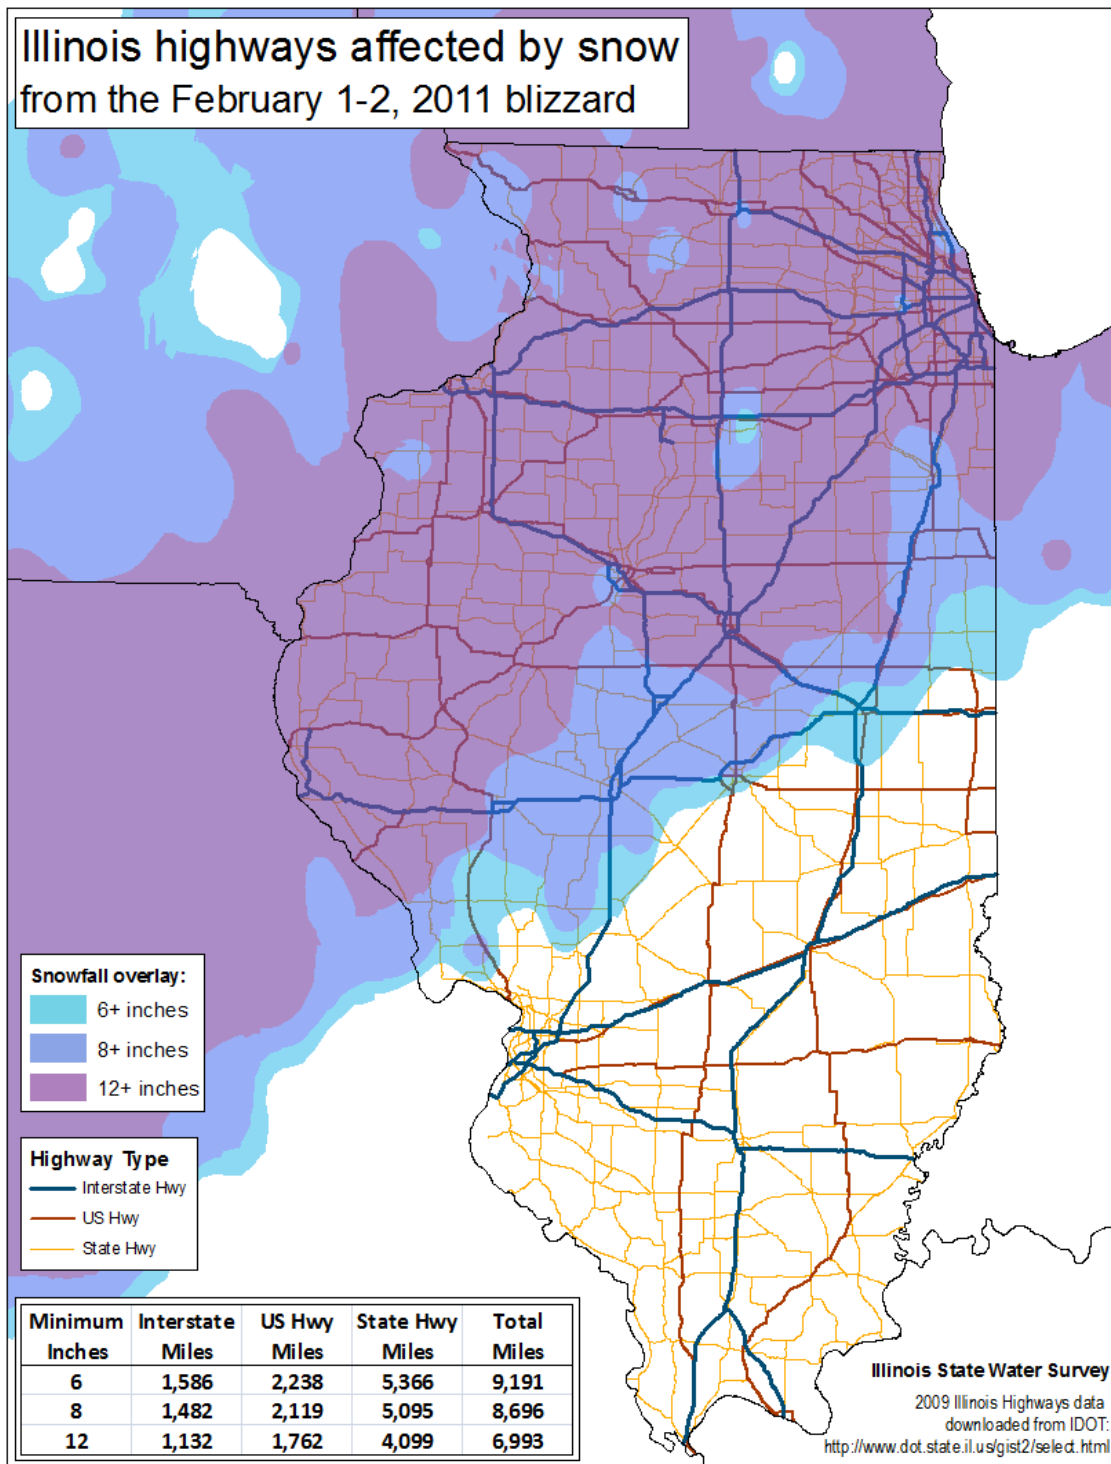 Illinois highways affected by snow
from the February 1-2, 2011 blizzard
Snowfall overlay:
6+ inches
8+ inches
12+ inches
Highway Type
Interstate Hwy
US Hwy
State Hwy
Minimum Inches Interstate Miles US Hwy Miles State Hwy Miles Total Miles
6 1,586 2,238 5,366 9,191
8 1,482 2,119 5,095 8,696
12 1,132 1,762 4,099 6,993
Illinois State Water Survey
2009 Illinois Highways data
downloaded from IDOT:
http://www.dot.state.il.us/gist2/select.html